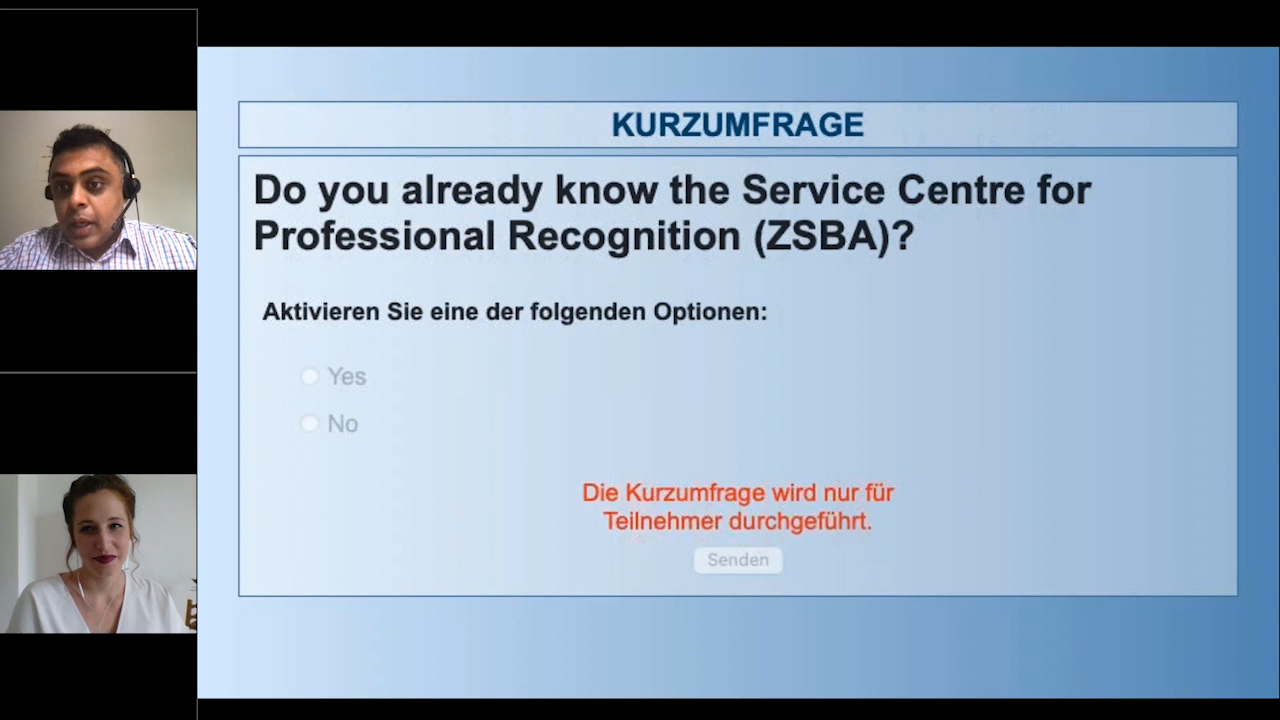 KURZUMFRAGE
Do you already know the Service Centre for
Professional Recognition (ZSBA)?
Aktivieren Sie eine der folgenden Optionen:
Yes
No
Die Kurzumfrage wird nur für
Teilnehmer durchgeführt.
Senden